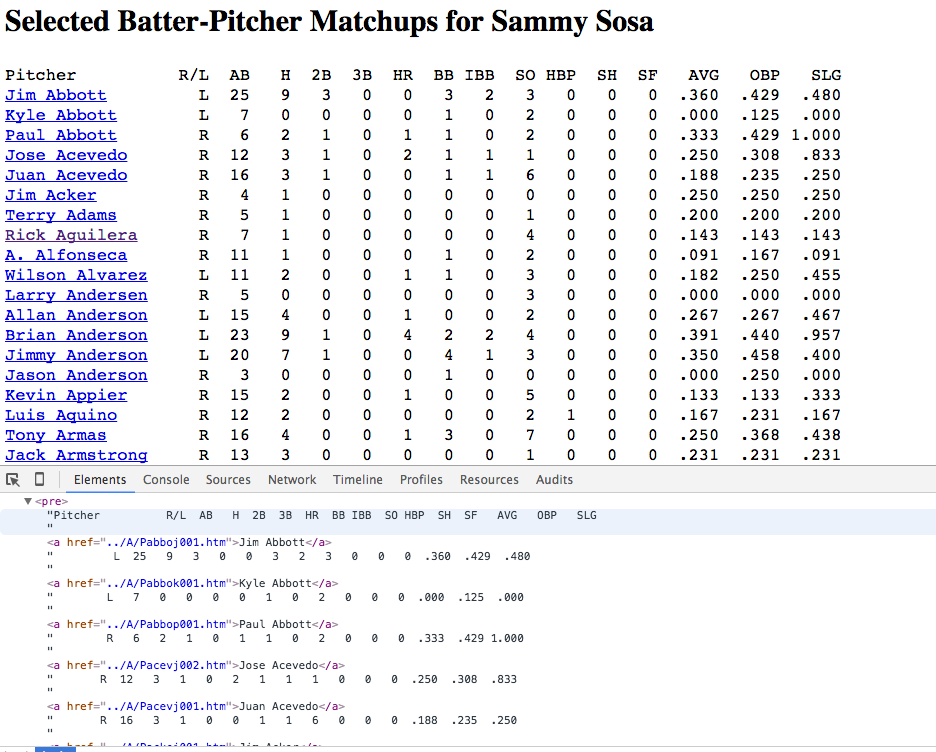 Selected Batter-Pitcher Matchups for Sammy Sosa
Pitcher R/L AB H 2B 3B HR BB IBB SO HBP SH SF AVG OBP SLG
Jim Abbott L 25 9 3 0 0 3 2 3 0 0 0 .360 .429 .480
Kyle Abbott L 7 0 0 0 0 1 0 2 0 0 0 .000 .125 .000
Paul Abbott R 6 2 1 0 1 1 0 2 0 0 0 .333 .429 1.000
Jose Acevedo R 12 3 1 0 2 1 1 1 0 0 0 .250 .308 .833
Juan Acevedo R 16 3 1 0 0 1 1 6 0 0 0 .188 .235 .250
Jim Acker R 4 1 0 0 0 0 0 0 0 0 0 .250 .250 .250
Terry Adams R 5 1 0 0 0 0 0 1 0 0 0 .200 .200 .200
Rick Aguilera R 7 1 0 0 0 0 0 4 0 0 0 .143 .143 .143
A. Alfonseca R 11 1 0 0 0 1 0 2 0 0 0 .091 .167 .091
Wilson Alvarez L 11 2 0 0 1 1 0 3 0 0 0 .182 .250 .455
Larry Andersen R 5 0 0 0 0 0 0 3 0 0 0 .000 .000 .000
Allan Anderson L 15 4 0 0 1 0 0 2 0 0 0 .267 .267 .467
Brian Anderson L 23 9 1 0 4 2 2 4 0 0 0 .391 .440 .957
Jimmy Anderson L 20 7 1 0 0 4 1 3 0 0 0 .350 .458 .400
Jason Anderson R 3 0 0 0 0 1 0 0 0 0 0 .000 .250 .000
Kevin Appier R 15 2 0 0 1 0 0 5 0 0 0 .133 .133 .333
Luis Aquino R 12 2 0 0 0 0 0 2 1 0 0 .167 .231 .167
Tony Armas R 16 4 0 0 1 3 0 7 0 0 0 .250 .368 .438
Jack Armstrong R 13 3 0 0 0 0 0 1 0 0 0 .231 .231 .231
Elements Console Sources Network Timeline Profiles Resources Audits
▼<pre>
"Pitcher R/L AB H 2B 3B HR BB IBB SO HBP SH SF AVG OBP SLG
"
<a href="../A/Pabboj001.htm">Jim Abbott</a>
" L 25 9 3 0 0 3 2 3 0 0 0 .360 .429 .480
"
<a href="../A/Pabbok001.htm">Kyle Abbott</a>
" L 7 0 0 0 0 1 0 2 0 0 0 .000 .125 .000
"
<a href="../A/Pabbop001.htm">Paul Abbott</a>
" R 6 2 1 0 1 1 0 2 0 0 0 .333 .429 1.000
"
<a href="../A/Pacevj002.htm">Jose Acevedo</a>
" R 12 3 1 0 2 1 1 1 0 0 0 .250 .308 .833
"
<a href="../A/Pacevj001.htm">Juan Acevedo</a>
" R 16 3 1 0 0 1 1 6 0 0 0 .188 .235 .250
"